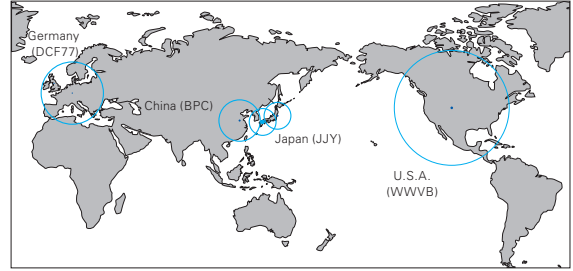 Germany
(DCF77)
China (BPC)
Japan (JJY)
U.S.A.
(WWVB)